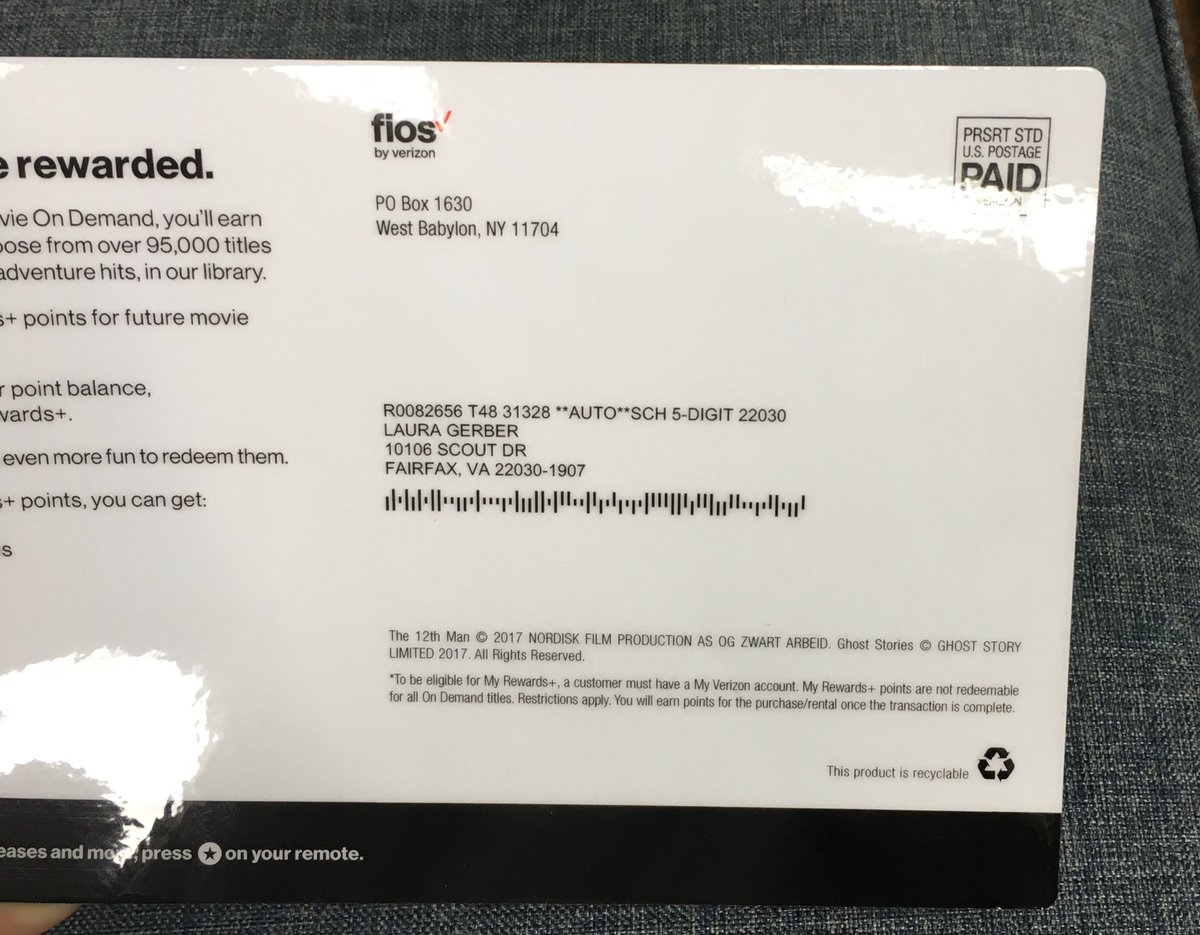 e rewarded.
vie On Demand, you'll earn
ose from over 95,000 titles
adventure hits, in our library.
s+ points for future movie
r point balance,
wards+.
even more fun to redeem them.
s+ points, you can get:
s
fios
by verizon
PO Box 1630
West Babylon, NY 11704
PRSRT STD
U.S. POSTAGE
PAID
R0082656 T48 31328 **AUTO**SCH 5-DIGIT 22030
LAURA GERBER
10106 SCOUT DR
FAIRFAX, VA 22030-1907
The 12th Man © 2017 NORDISK FILM PRODUCTION AS OG ZWART ARBEID. Ghost Stories © GHOST STORY
LIMITED 2017. All Rights Reserved.
*To be eligible for My Rewards+, a customer must have a My Verizon account. My Rewards+ points are not redeemable
for all On Demand titles. Restrictions apply. You will earn points for the purchase/rental once the transaction is complete.
This product is recyclable
eases and more, press ★ on your remote.